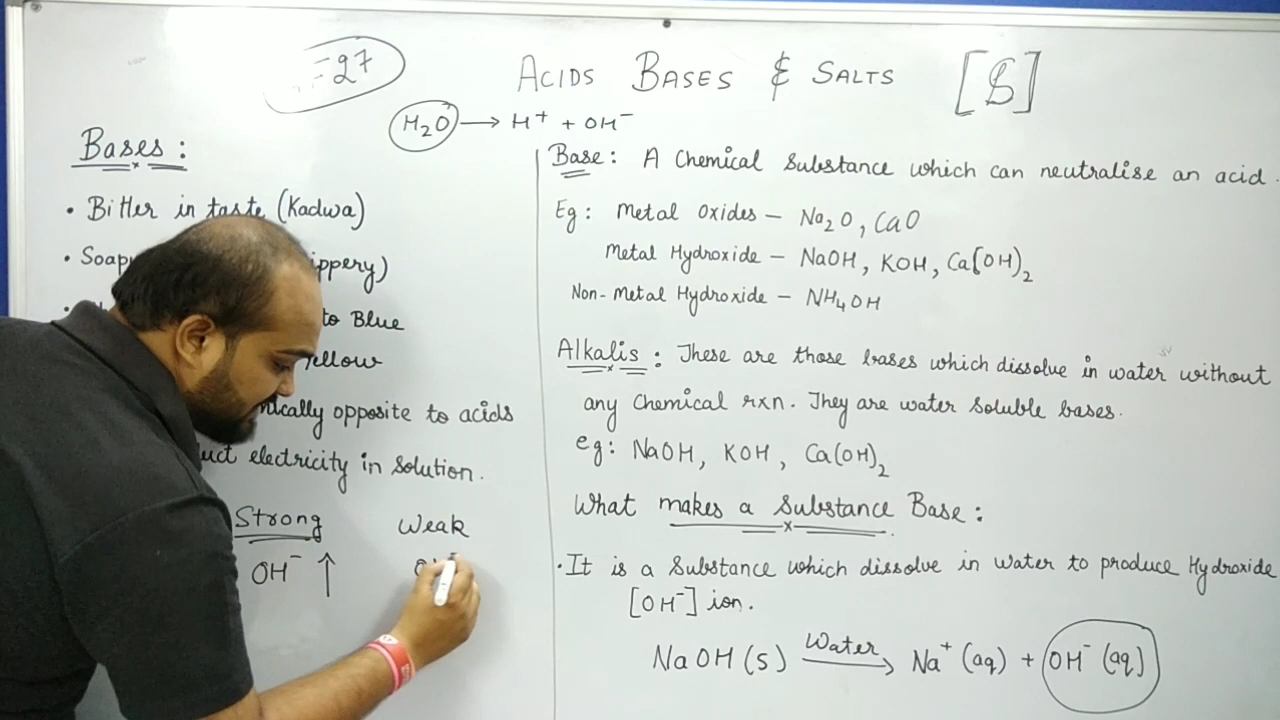 =27
ACIDS BASES & SALTS [$]
H₂O → H⁺ + OH⁻
Bases:
• Bitter in taste (Kadwa)
• Soap ippery)
to Blue
Yellow
ically opposite to acids
uct electricity in Solution.
Strong Weak
OH⁻ ↑
Base: A Chemical Substance which can neutralise an acid.
Eg: Metal Oxides – Na₂O, CaO
Metal Hydroxide – NaOH, KOH, Ca(OH)₂
Non-Metal Hydroxide – NH₄OH
Alkalis: These are those bases which dissolve in water without
any Chemical rxn. They are water soluble bases.
eg: NaOH, KOH, Ca(OH)₂
What makes a Substance Base:
• It is a Substance which dissolve in water to produce Hydroxide
[OH⁻] ion.
NaOH(s) Water→ Na⁺(aq) + OH⁻(aq)